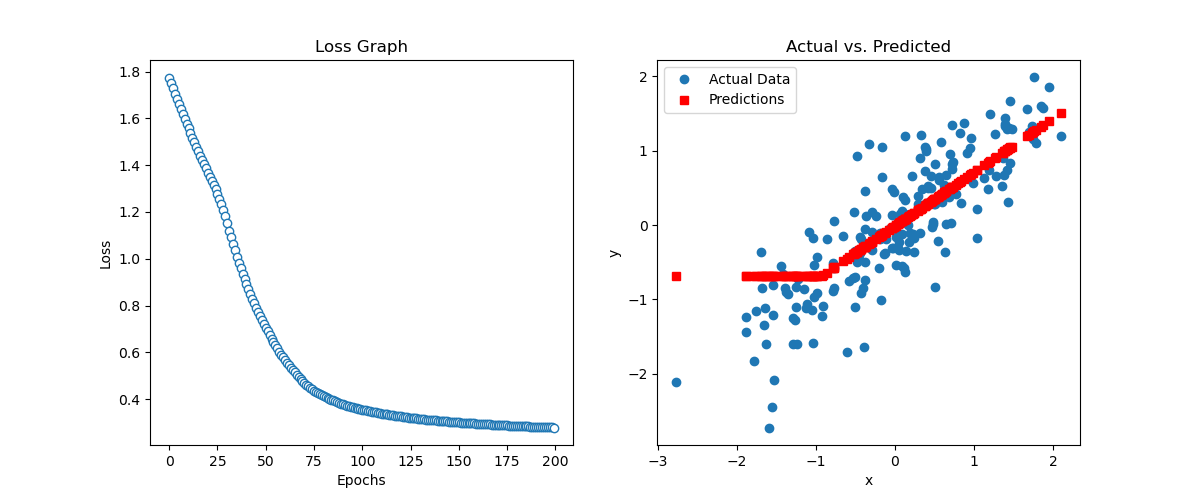 Loss Graph
1.8
1.6
1.4
1.2
1.0
0.8
0.6
0.4
Loss
0 25 50 75 100 125 150 175 200
Epochs
Actual vs. Predicted
Actual Data
Predictions
2
1
0
−1
−2
y
−3 −2 −1 0 1 2
x